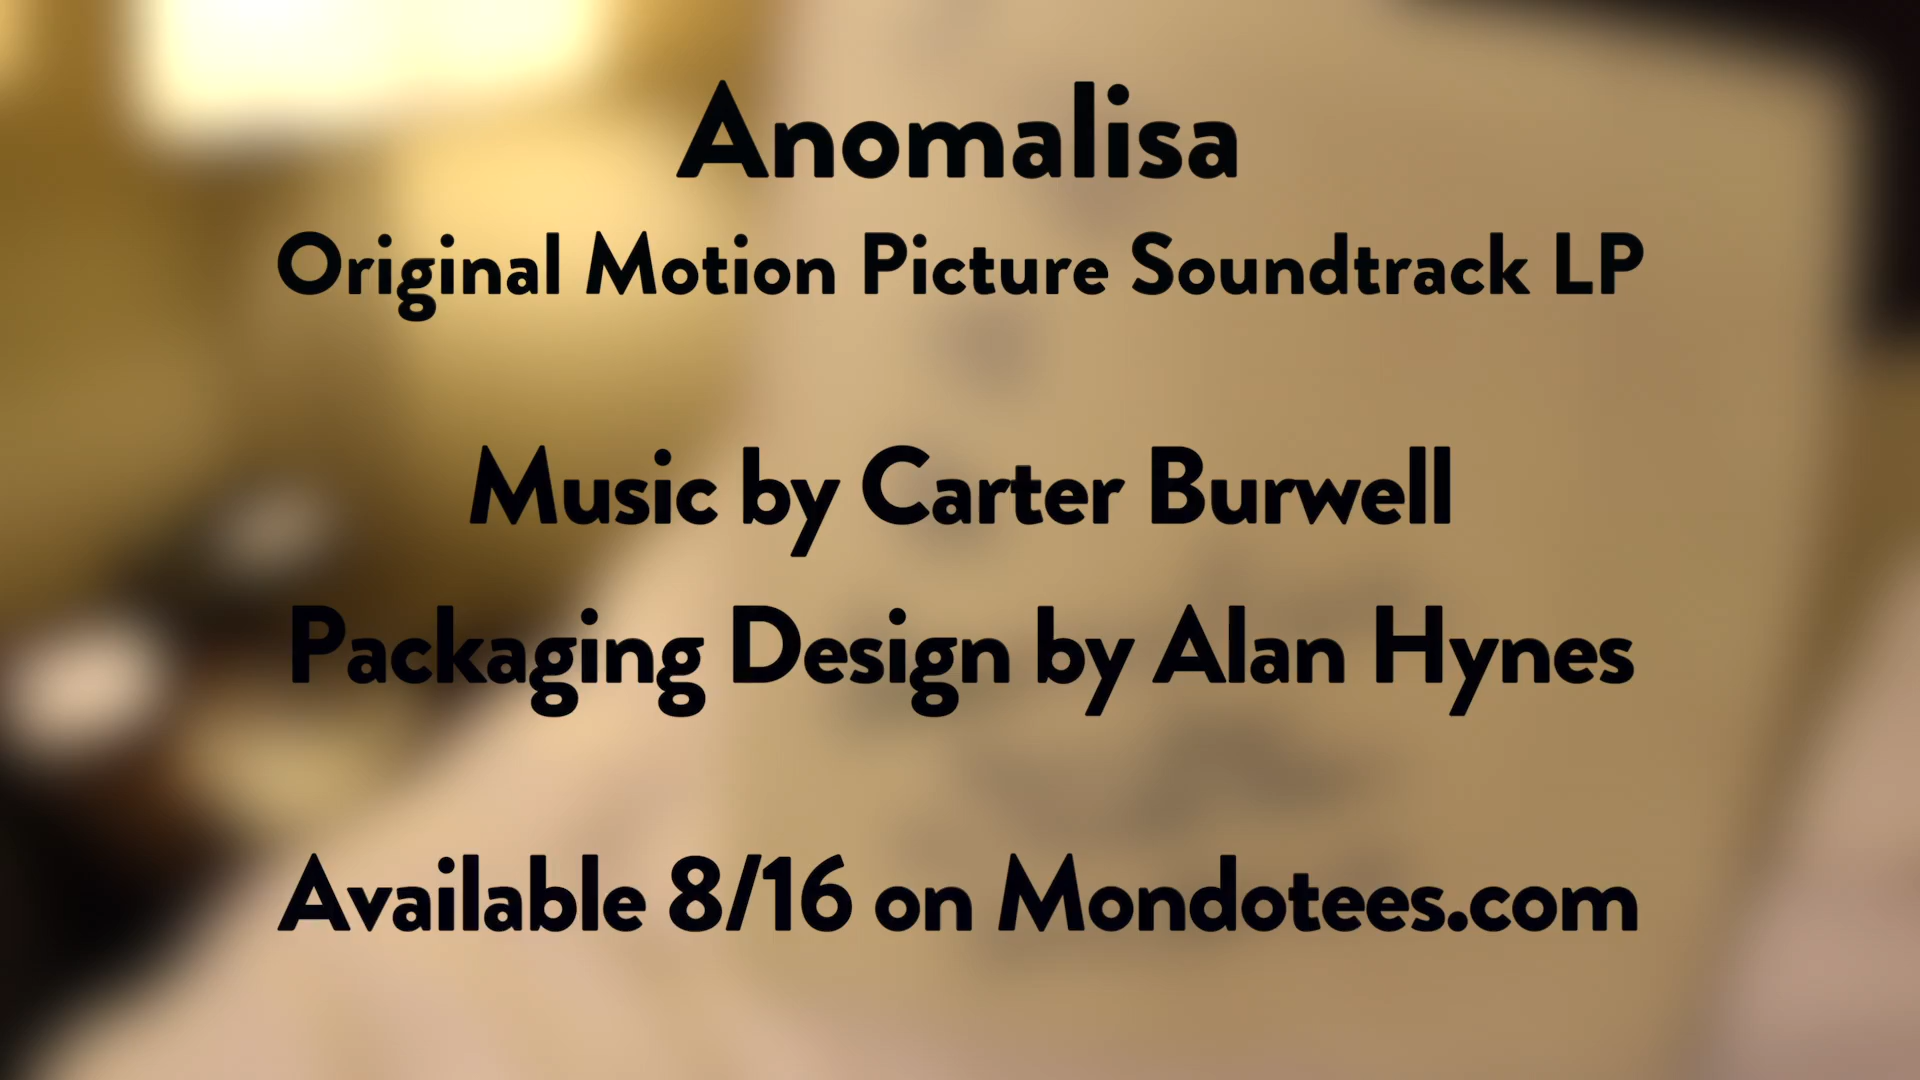 Anomalisa
Original Motion Picture Soundtrack LP
Music by Carter Burwell
Packaging Design by Alan Hynes
Available 8/16 on Mondotees.com